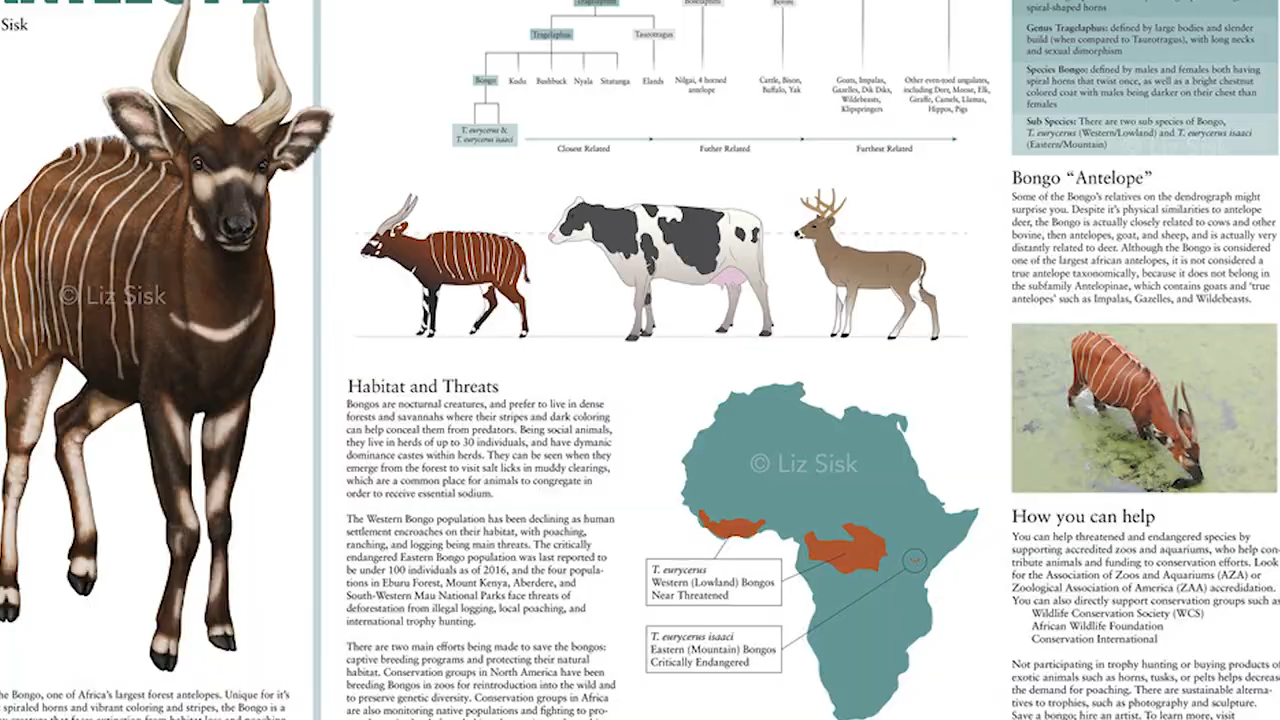 Sisk
© Liz Sisk
he Bongo, one of Africa's largest forest antelopes. Unique for it's
spiraled horns and vibrant coloring and stripes, the Bongo is a
Tragelaphus
Taurotragus
Bongo
Kudu
Bushbuck
Nyala
Sitatunga
Elands
Nilgai, 4 horned
antelope
Cattle, Bison,
Buffalo, Yak
Goats, Impalas,
Gazelles, Dik Diks,
Wildebeasts,
Klipspringers
Other even-toed ungulates,
including Deer, Moose, Elk,
Giraffe, Camels, Llamas,
Hippos, Pigs
T. eurycerus &
T. eurycerus isaaci
Closest Related
Futher Related
Furthest Related
Habitat and Threats
Bongos are nocturnal creatures, and prefer to live in dense
forests and savannahs where their stripes and dark coloring
can help conceal them from predators. Being social animals,
they live in herds of up to 30 individuals, and have dymanic
dominance castes within herds. They can be seen when they
emerge from the forest to visit salt licks in muddy clearings,
which are a common place for animals to congregate in
order to receive essential sodium.
The Western Bongo population has been declining as human
settlement encroaches on their habitat, with poaching,
ranching, and logging being main threats. The critically
endangered Eastern Bongo population was last reported to
be under 100 individuals as of 2016, and the four popula-
tions in Eburu Forest, Mount Kenya, Aberdere, and
South-Western Mau National Parks face threats of
deforestation from illegal logging, local poaching, and
international trophy hunting.
There are two main efforts being made to save the bongos:
captive breeding programs and protecting their natural
habitat. Conservation groups in North America have been
breeding Bongos in zoos for reintroduction into the wild and
to preserve genetic diversity. Conservation groups in Africa
are also monitoring native populations and fighting to pro-
© Liz Sisk
T. eurycerus
Western (Lowland) Bongos
Near Threatened
T. eurycerus isaaci
Eastern (Mountain) Bongos
Critically Endangered
spiral-shaped horns
Genus Tragelaphus: defined by large bodies and slender
build (when compared to Taurotragus), with long necks
and sexual dimorphism
Species Bongo: defined by males and females both having
spiral horns that twist once, as well as a bright chestnut
colored coat with males being darker on their chest than
females
Sub Species: There are two sub species of Bongo,
T. eurycerus (Western/Lowland) and T. eurycerus isaaci
(Eastern/Mountain)
Bongo “Antelope”
Some of the Bongo's relatives on the dendrograph might
surprise you. Despite it's physical similarities to antelope
deer, the Bongo is actually closely related to cows and other
bovine, then antelopes, goat, and sheep, and is actually very
distantly related to deer. Although the Bongo is considered
one of the largest african antelopes, it is not considered a
true antelope taxonomically, because it does not belong in
the subfamily Antelopinae, which contains goats and 'true
antelopes' such as Impalas, Gazelles, and Wildebeasts.
How you can help
You can help threatened and endangered species by
supporting accredited zoos and aquariums, who help con-
tribute animals and funding to conservation efforts. Look
for the Association of Zoos and Aquariums (AZA) or
Zoological Association of America (ZAA) accredidation.
You can also directly support conservation groups such as
Wildlife Conservation Society (WCS)
African Wildlife Foundation
Conservation International
Not participating in trophy hunting or buying products of
exotic animals such as horns, tusks, or pelts helps decrease
the demand for poaching. There are sustainable alterna-
tives to trophies, such as photography and sculpture.
Save a bongo; hire an artist. To learn more, visit